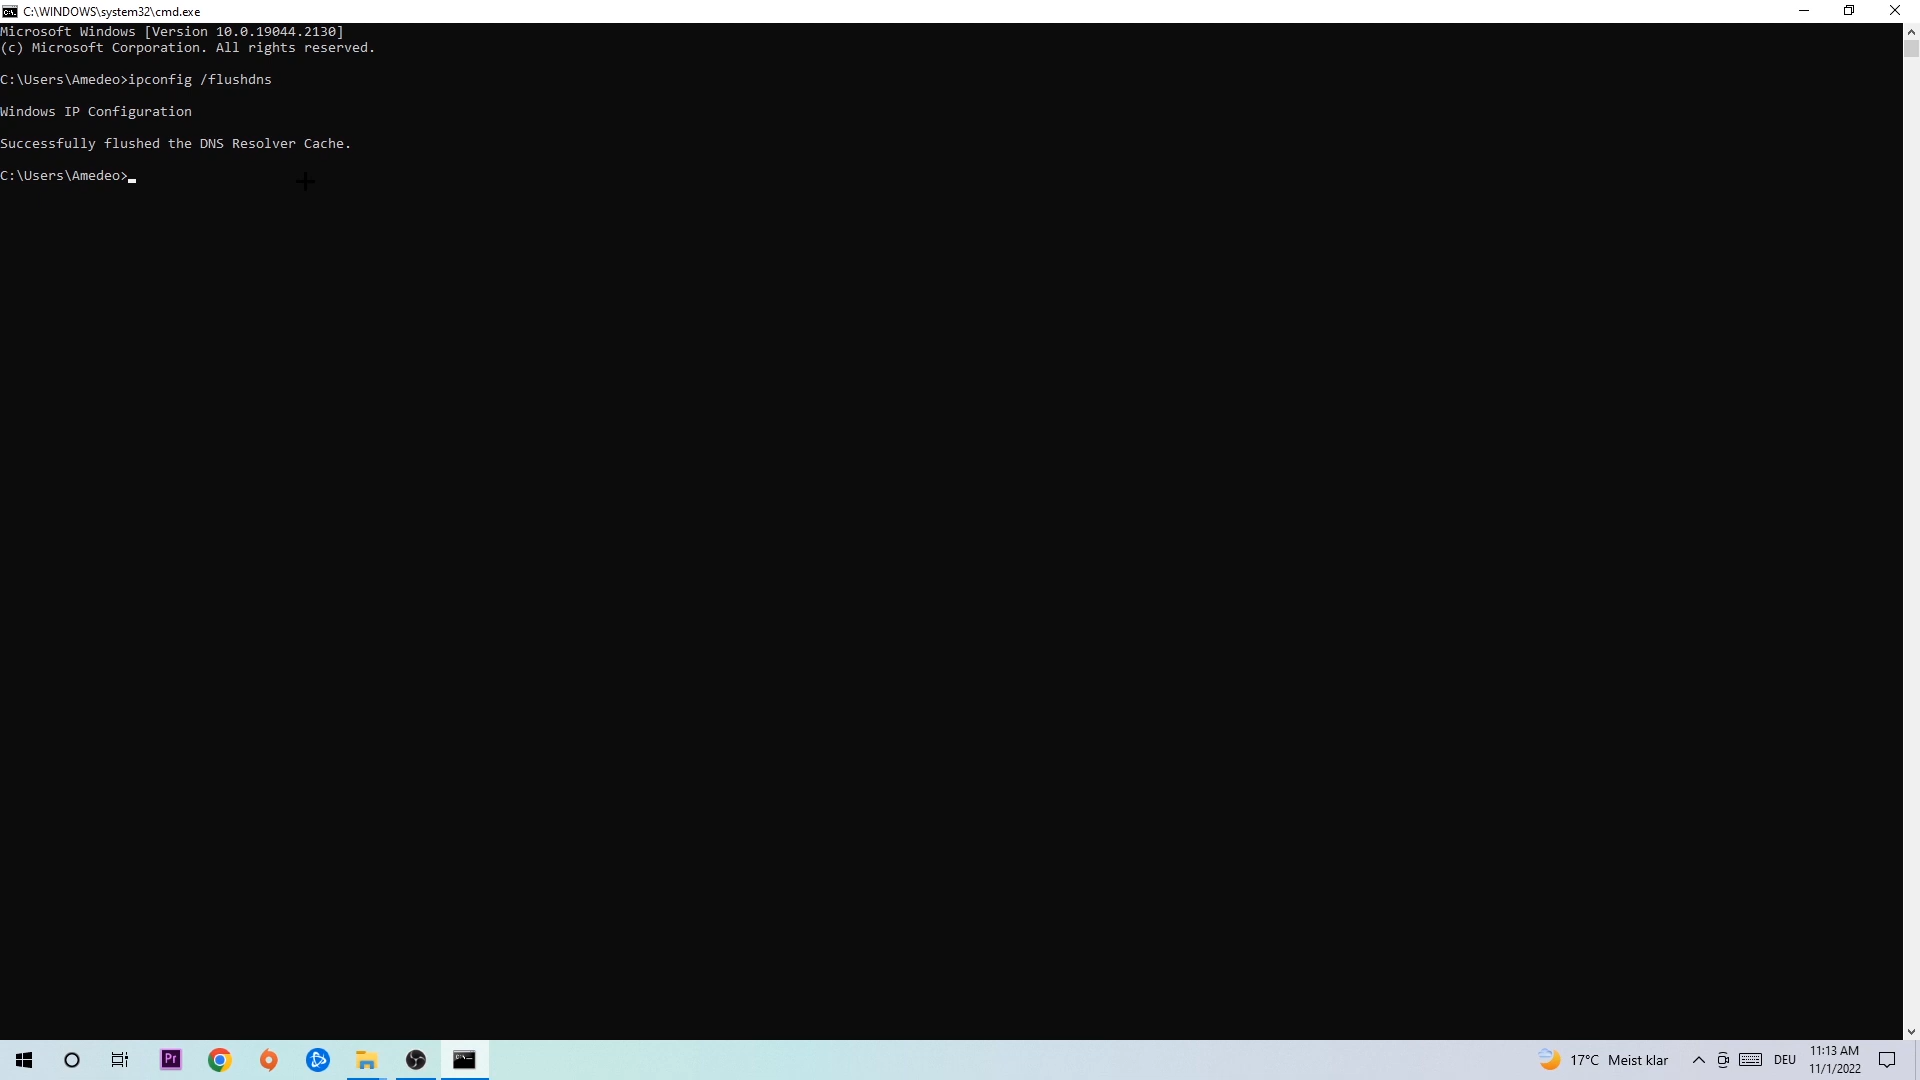 C:\WINDOWS\system32\cmd.exe
Microsoft Windows [Version 10.0.19044.2130]
(c) Microsoft Corporation. All rights reserved.
C:\Users\Amedeo>ipconfig /flushdns
Windows IP Configuration
Successfully flushed the DNS Resolver Cache.
C:\Users\Amedeo>
Pr
17°C Meist klar
DEU
11:13 AM
11/1/2022